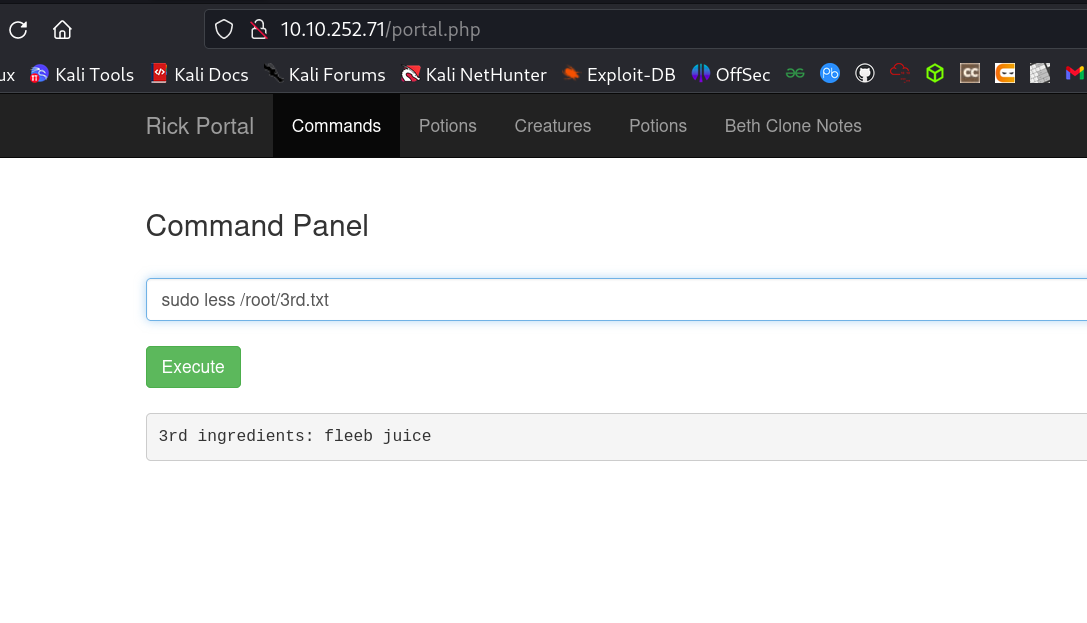 10.10.252.71/portal.php
ux Kali Tools Kali Docs Kali Forums Kali NetHunter Exploit-DB OffSec
Rick Portal Commands Potions Creatures Potions Beth Clone Notes
Command Panel
sudo less /root/3rd.txt
Execute
3rd ingredients: fleeb juice